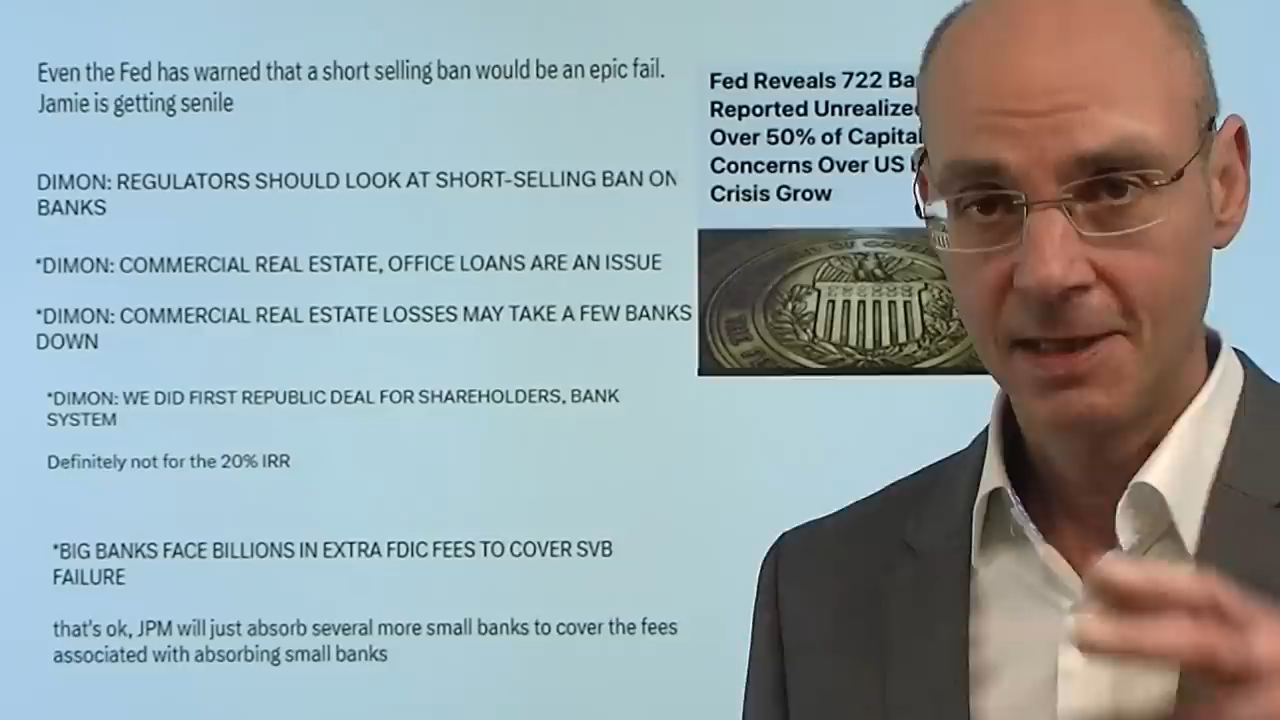 Even the Fed has warned that a short selling ban would be an epic fail.
Jamie is getting senile
DIMON: REGULATORS SHOULD LOOK AT SHORT-SELLING BAN ON
BANKS
*DIMON: COMMERCIAL REAL ESTATE, OFFICE LOANS ARE AN ISSUE
*DIMON: COMMERCIAL REAL ESTATE LOSSES MAY TAKE A FEW BANKS
DOWN
*DIMON: WE DID FIRST REPUBLIC DEAL FOR SHAREHOLDERS, BANK
SYSTEM
Definitely not for the 20% IRR
*BIG BANKS FACE BILLIONS IN EXTRA FDIC FEES TO COVER SVB
FAILURE
that's ok, JPM will just absorb several more small banks to cover the fees
associated with absorbing small banks
Fed Reveals 722
Reported
Over 50% of Capital
Concerns Over US
Crisis Grow